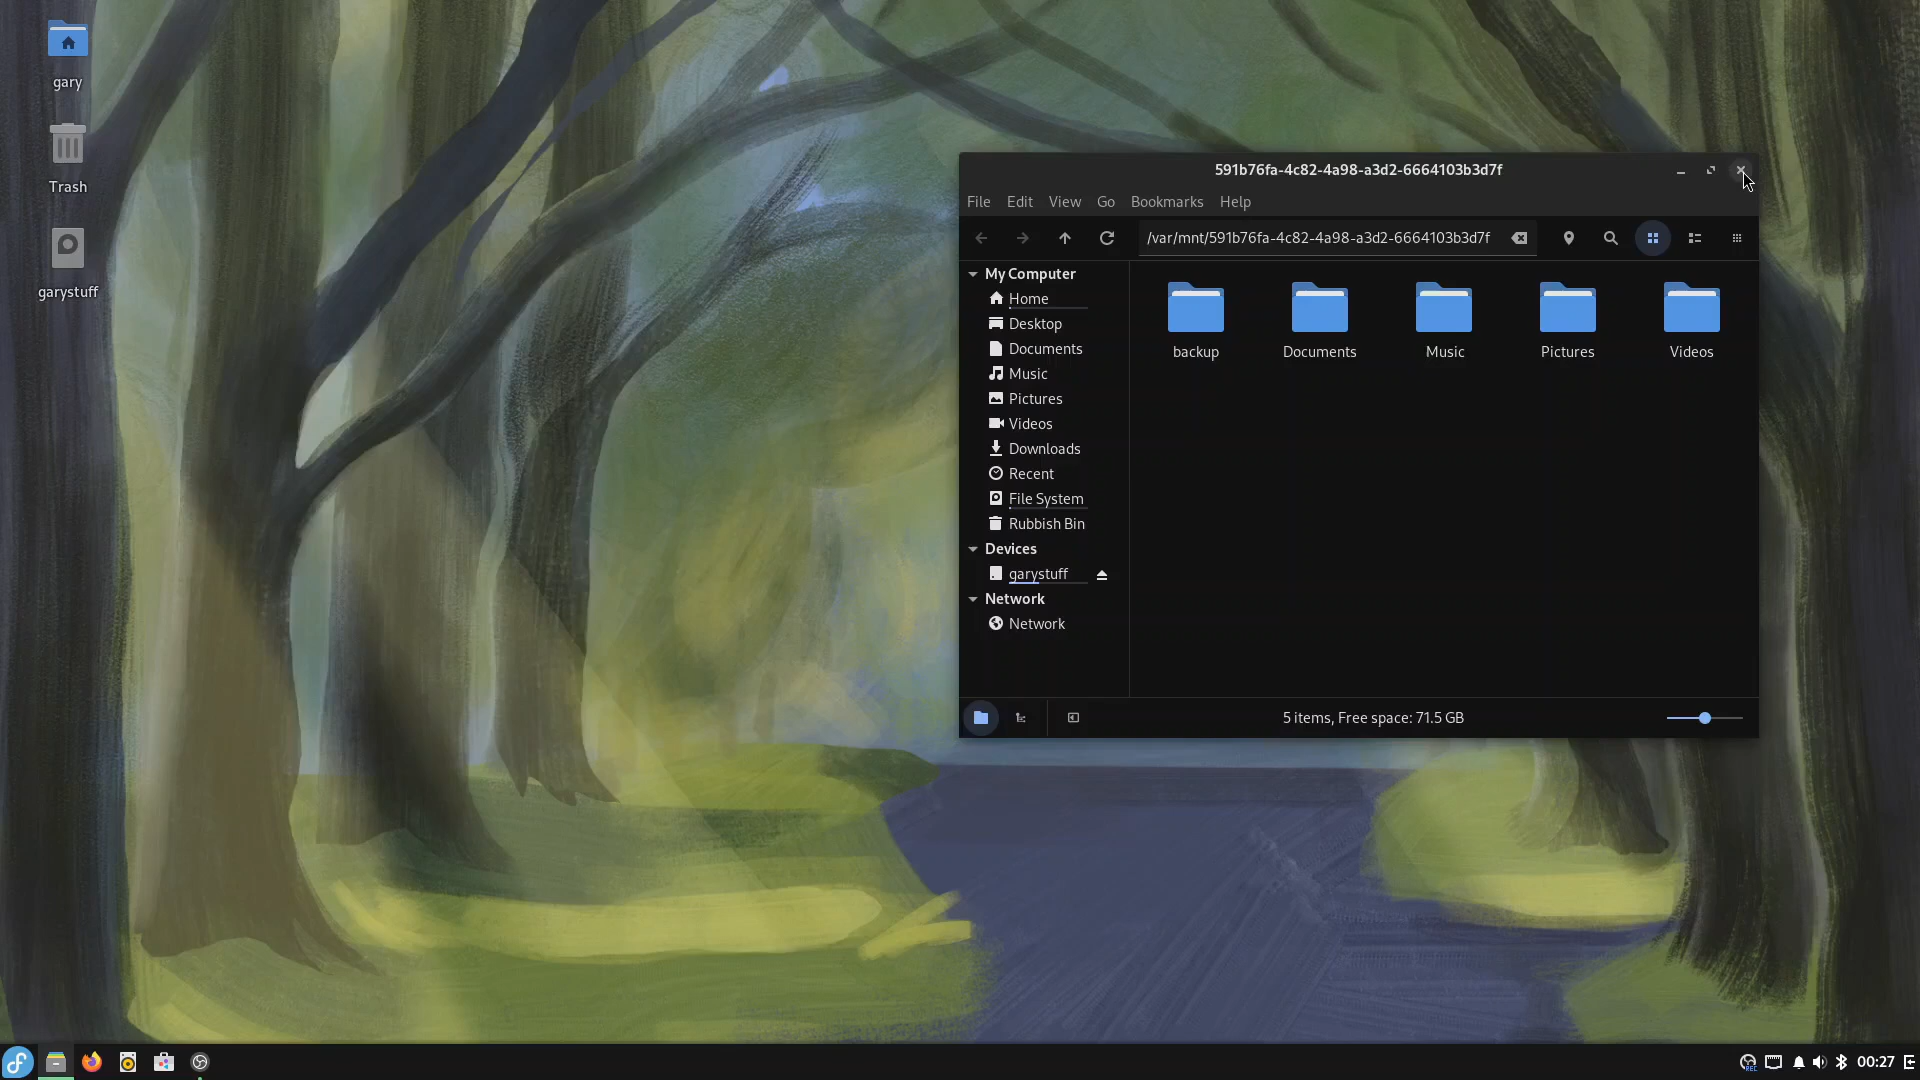 gary
Trash
garystuff
591b76fa-4c82-4a98-a3d2-6664103b3d7f
File Edit View Go Bookmarks Help
/var/mnt/591b76fa-4c82-4a98-a3d2-6664103b3d7f
My Computer
Home
Desktop
Documents
Music
Pictures
Videos
Downloads
Recent
File System
Rubbish Bin
Devices
garystuff
Network
Network
backup Documents Music Pictures Videos
5 items, Free space: 71.5 GB
REC 00:27